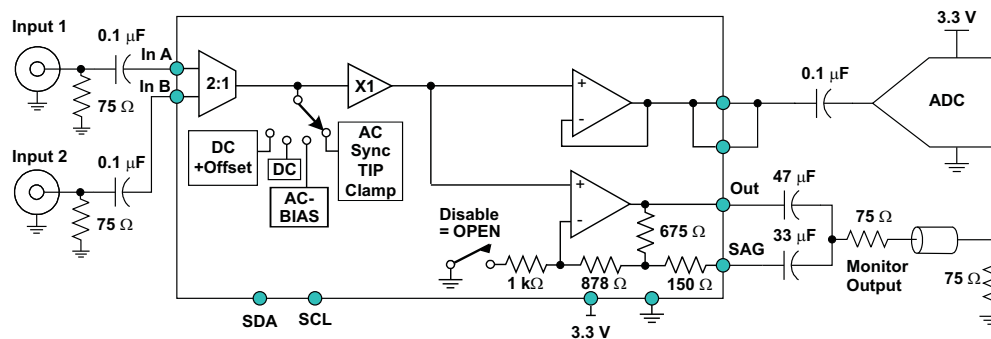 Input 1
0.1 μF
In A
In B
75 Ω
2:1
X1
+
-
0.1 μF
3.3 V
ADC
Input 2
0.1 μF
75 Ω
DC
+Offset
DC
AC-
BIAS
AC
Sync
TIP
Clamp
Disable
= OPEN
+
-
675 Ω
1 kΩ
878 Ω
150 Ω
Out
SAG
47 μF
33 μF
75 Ω
Monitor
Output
75 Ω
SDA
SCL
3.3 V